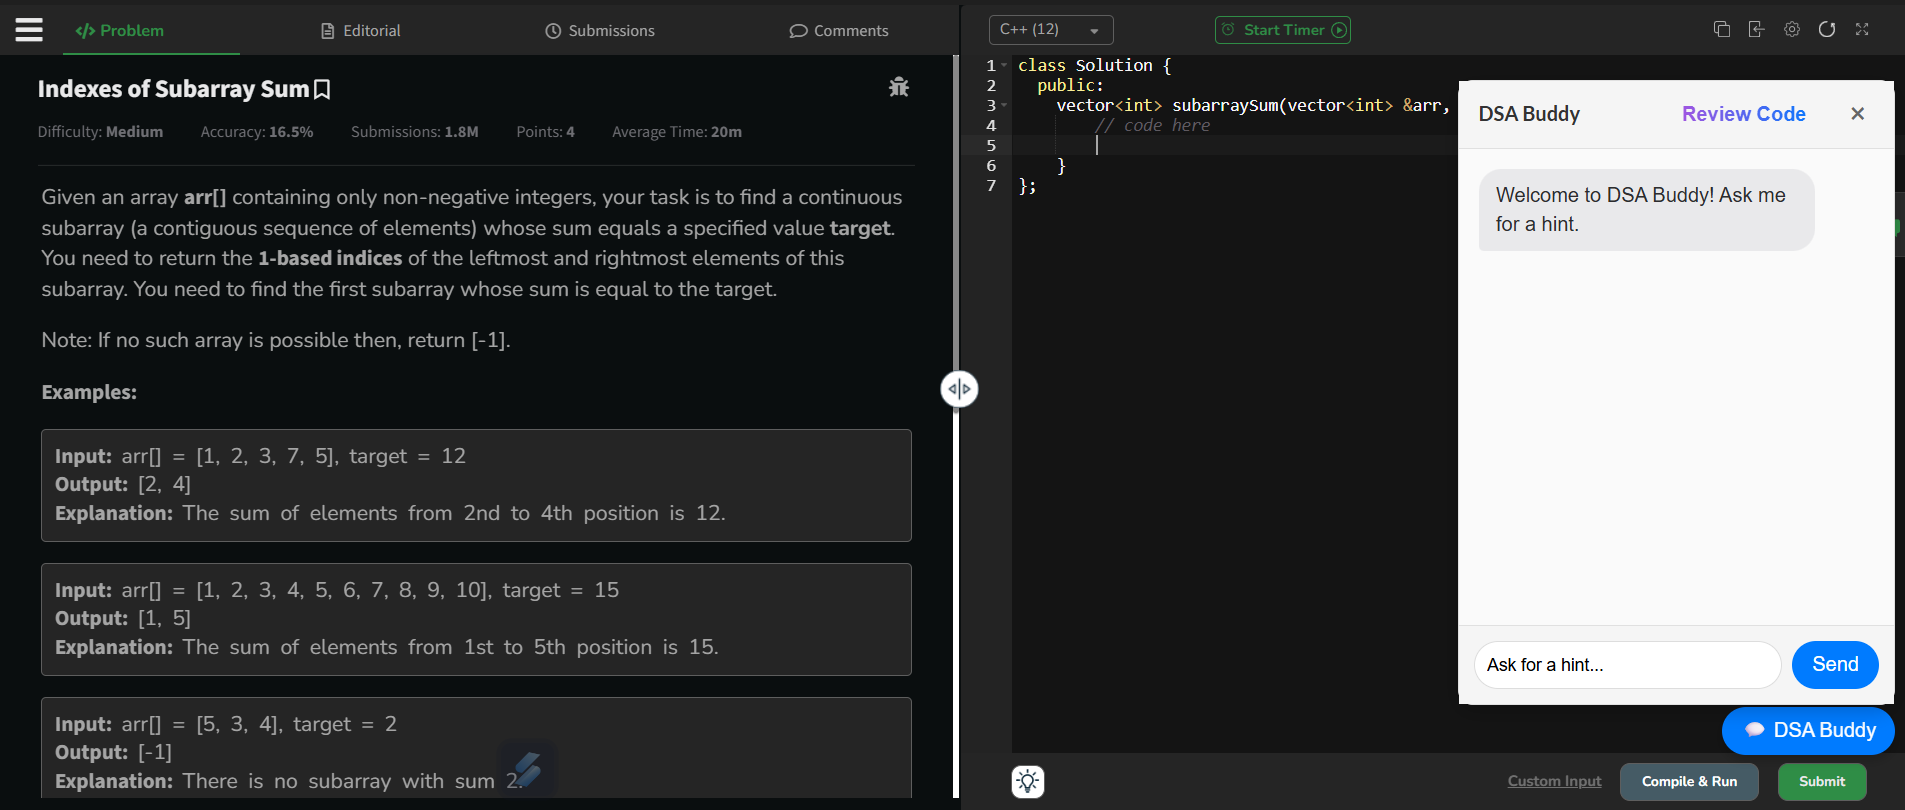 </> Problem
Editorial
Submissions
Comments
Indexes of Subarray Sum
Difficulty: Medium Accuracy: 16.5% Submissions: 1.8M Points: 4 Average Time: 20m
Given an array arr[] containing only non-negative integers, your task is to find a continuous
subarray (a contiguous sequence of elements) whose sum equals a specified value target.
You need to return the 1-based indices of the leftmost and rightmost elements of this
subarray. You need to find the first subarray whose sum is equal to the target.
Note: If no such array is possible then, return [-1].
Examples:
Input: arr[] = [1, 2, 3, 7, 5], target = 12
Output: [2, 4]
Explanation: The sum of elements from 2nd to 4th position is 12.
Input: arr[] = [1, 2, 3, 4, 5, 6, 7, 8, 9, 10], target = 15
Output: [1, 5]
Explanation: The sum of elements from 1st to 5th position is 15.
Input: arr[] = [5, 3, 4], target = 2
Output: [-1]
Explanation: There is no subarray with sum 2.
C++ (12)
Start Timer
1 class Solution {
2 public:
3 vector<int> subarraySum(vector<int> &arr,
4 // code here
5
6 }
7 };
DSA Buddy
Review Code
×
Welcome to DSA Buddy! Ask me
for a hint.
Ask for a hint...
Send
DSA Buddy
Custom Input
Compile & Run
Submit